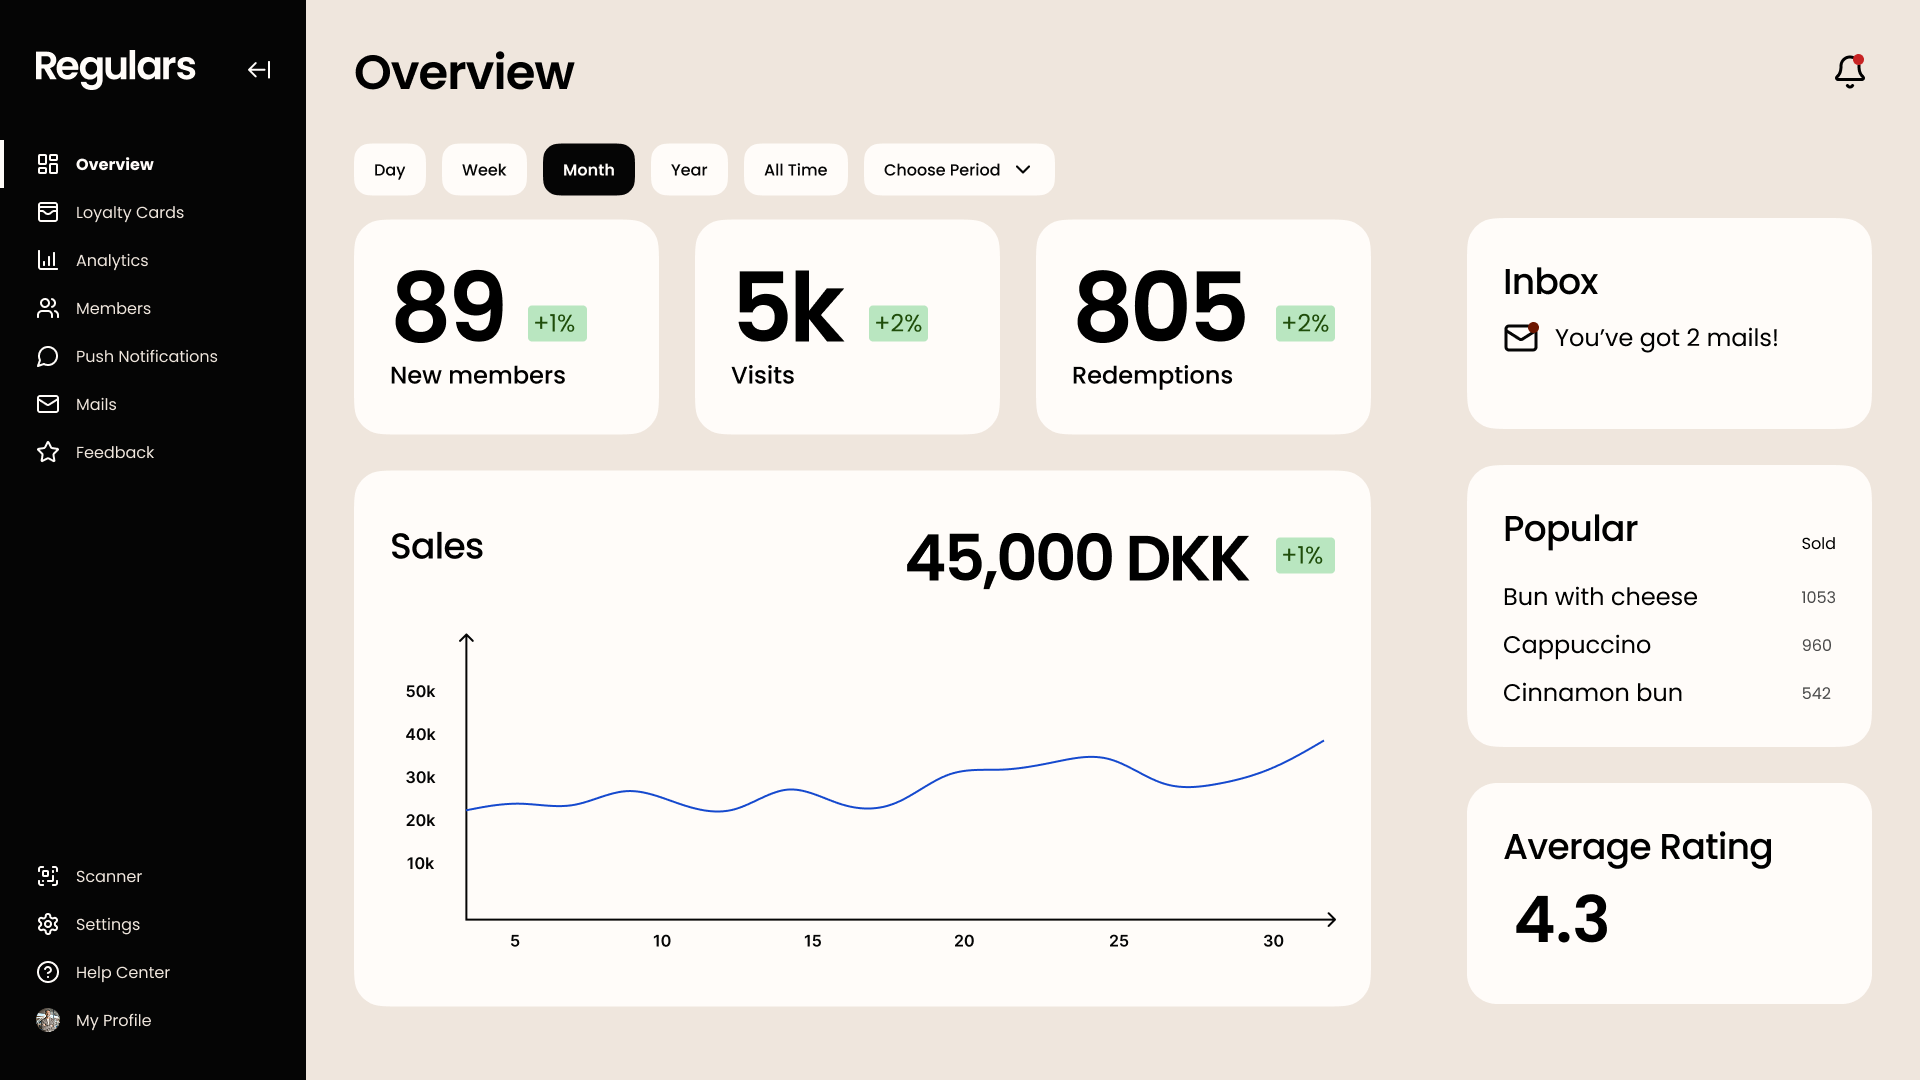 Regulars
Overview
Loyalty Cards
Analytics
Members
Push Notifications
Mails
Feedback
Scanner
Settings
Help Center
My Profile
Overview
Day
Week
Month
Year
All Time
Choose Period
89 +1%
New members
5k +2%
Visits
805 +2%
Redemptions
Sales
45,000 DKK +1%
50k
40k
30k
20k
10k
5 10 15 20 25 30
Inbox
You’ve got 2 mails!
Popular
Sold
Bun with cheese 1053
Cappuccino 960
Cinnamon bun 542
Average Rating
4.3